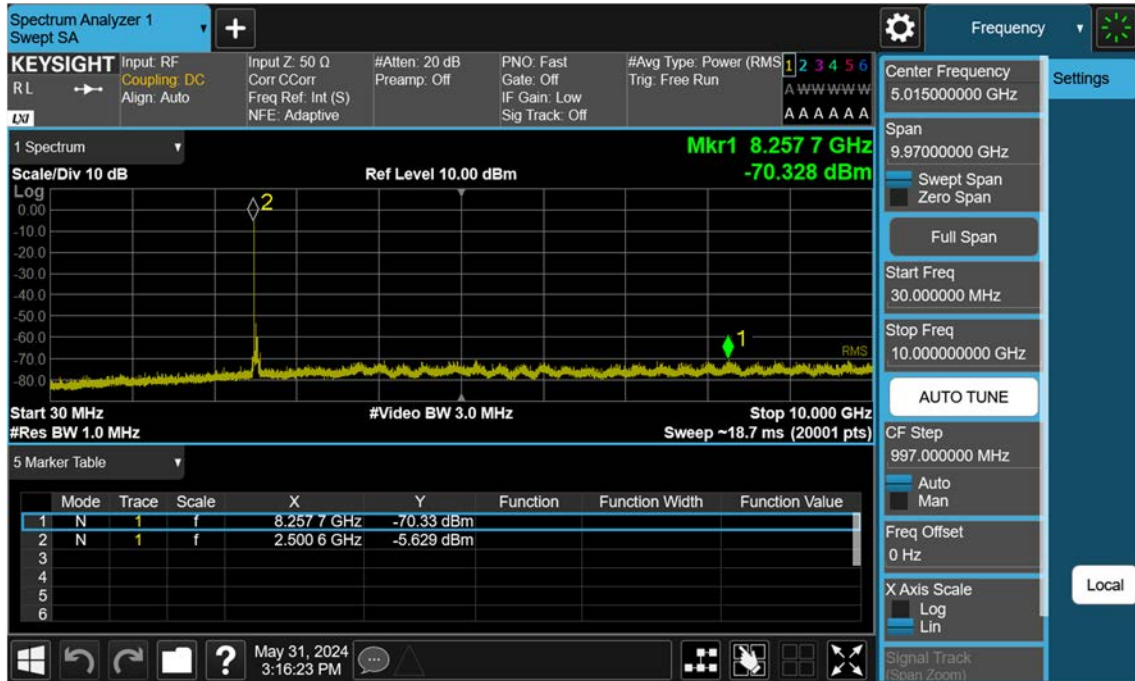 Spectrum Analyzer 1
Swept SA
Frequency
KEYSIGHT
R L
LXI
Input: RF
Coupling: DC
Align: Auto
Input Z: 50 Ω
Corr CCorr
Freq Ref: Int (S)
NFE: Adaptive
#Atten: 20 dB
Preamp: Off
PNO: Fast
Gate: Off
IF Gain: Low
Sig Track: Off
#Avg Type: Power (RMS
Trig: Free Run
1 2 3 4 5 6
A W W W W W
A A A A A A
1 Spectrum
Mkr1 8.257 7 GHz
-70.328 dBm
Scale/Div 10 dB
Ref Level 10.00 dBm
Log
0.00
-10.0
-20.0
-30.0
-40.0
-50.0
-60.0
-70.0
-80.0
2
1
RMS
Start 30 MHz
#Video BW 3.0 MHz
Stop 10.000 GHz
#Res BW 1.0 MHz
Sweep ~18.7 ms (20001 pts)
5 Marker Table
Mode Trace Scale X Y Function Function Width Function Value
1 N 1 f 8.257 7 GHz -70.33 dBm
2 N 1 f 2.500 6 GHz -5.629 dBm
3
4
5
6
May 31, 2024
3:16:23 PM
Center Frequency
5.015000000 GHz
Settings
Span
9.97000000 GHz
Swept Span
Zero Span
Full Span
Start Freq
30.000000 MHz
Stop Freq
10.000000000 GHz
AUTO TUNE
CF Step
997.000000 MHz
Auto
Man
Freq Offset
0 Hz
X Axis Scale
Log
Lin
Local
Signal Track
(Span Zoom)